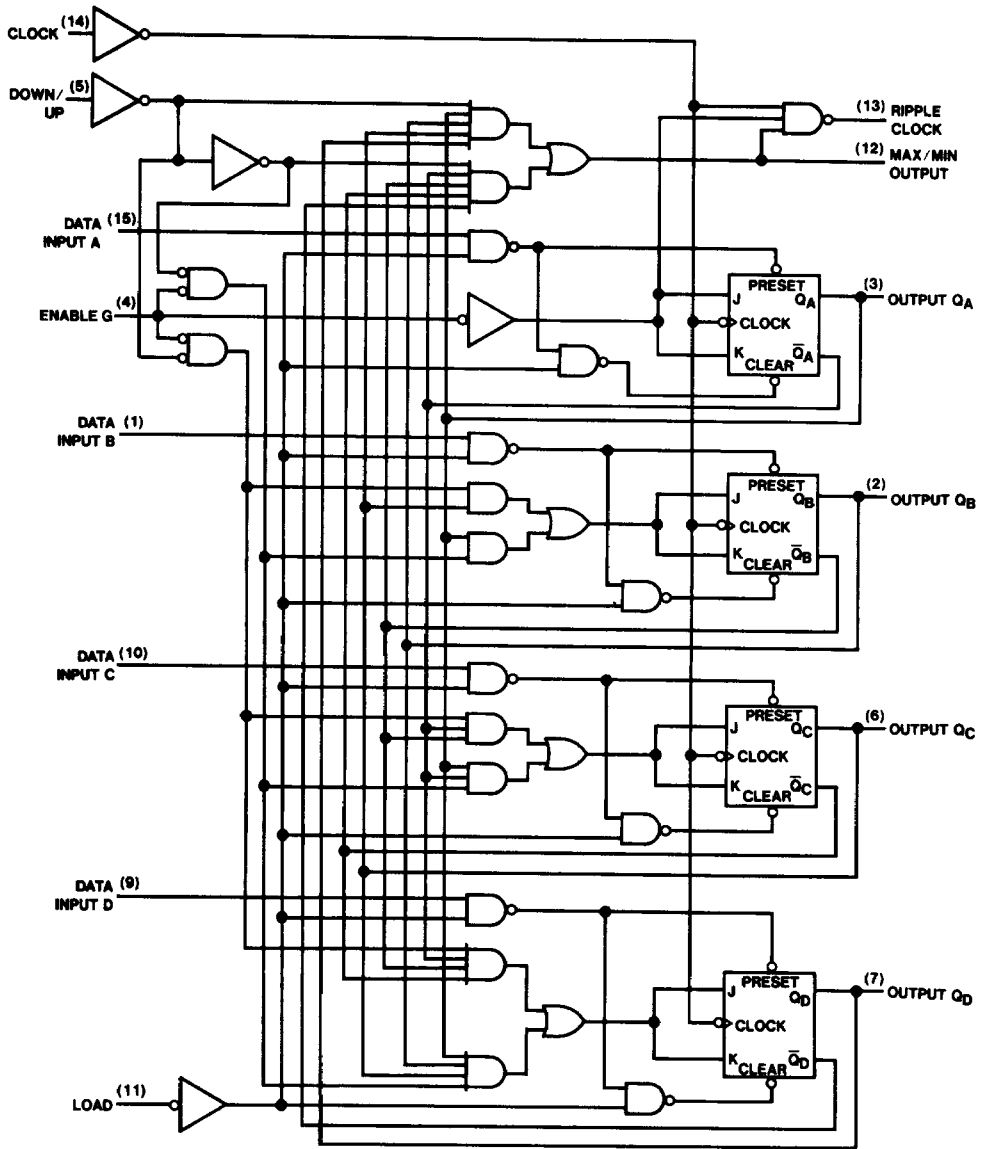 CLOCK (14)
DOWN/ (5)
UP
(13) RIPPLE
CLOCK
(12) MAX/MIN
OUTPUT
DATA (15)
INPUT A
ENABLE G (4)
PRESET
J QA
CLOCK
K Q̅A
CLEAR
(3) OUTPUT QA
DATA (1)
INPUT B
PRESET
J QB
CLOCK
K Q̅B
CLEAR
(2) OUTPUT QB
DATA (10)
INPUT C
PRESET
J QC
CLOCK
K Q̅C
CLEAR
(6) OUTPUT QC
DATA (9)
INPUT D
PRESET
J QD
CLOCK
K Q̅D
CLEAR
(7) OUTPUT QD
LOAD (11)